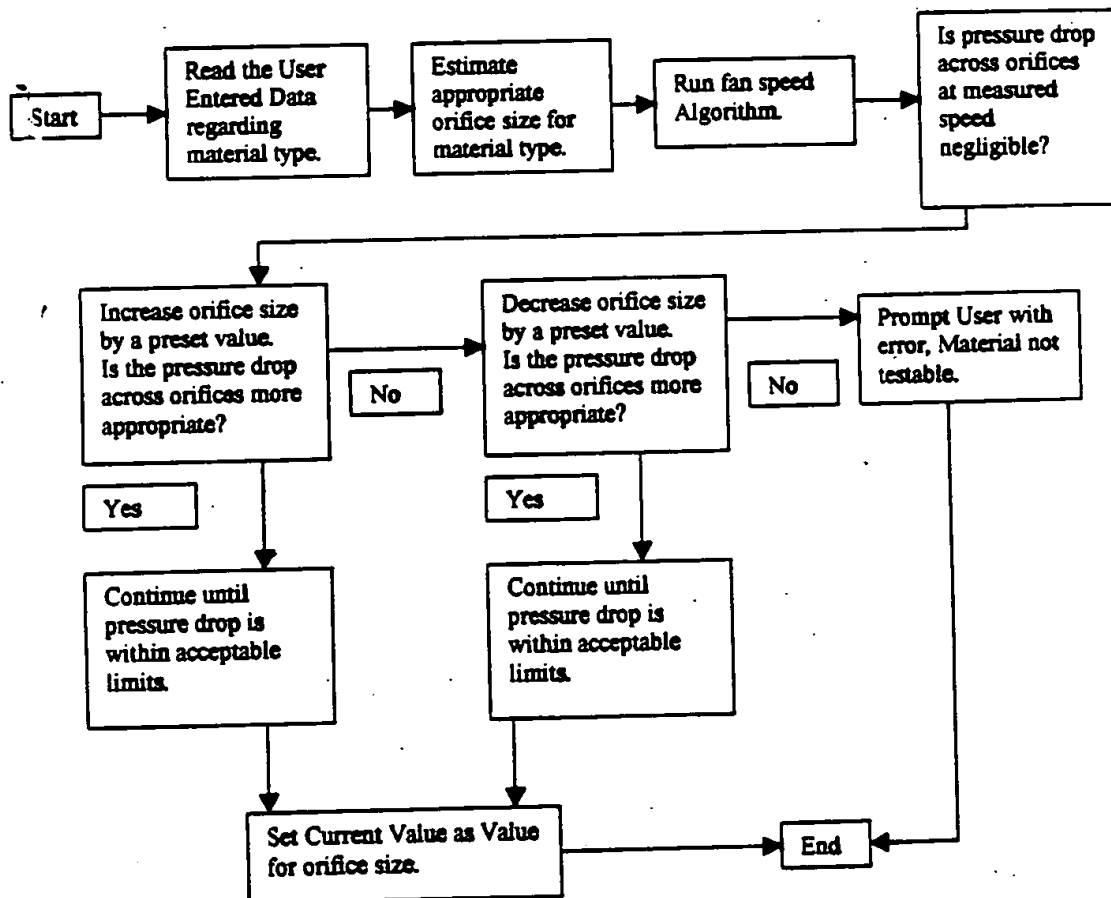 Start
Read the User
Entered Data
regarding
material type.
Estimate
appropriate
orifice size for
material type.
Run fan speed
Algorithm.
Is pressure drop
across orifices
at measured
speed
negligible?
Increase orifice size
by a preset value.
Is the pressure drop
across orifices more
appropriate?
No
Decrease orifice size
by a preset value.
Is the pressure drop
across orifices more
appropriate?
No
Prompt User with
error, Material not
testable.
Yes
Yes
Continue until
pressure drop is
within acceptable
limits.
Continue until
pressure drop is
within acceptable
limits.
Set Current Value as Value
for orifice size.
End